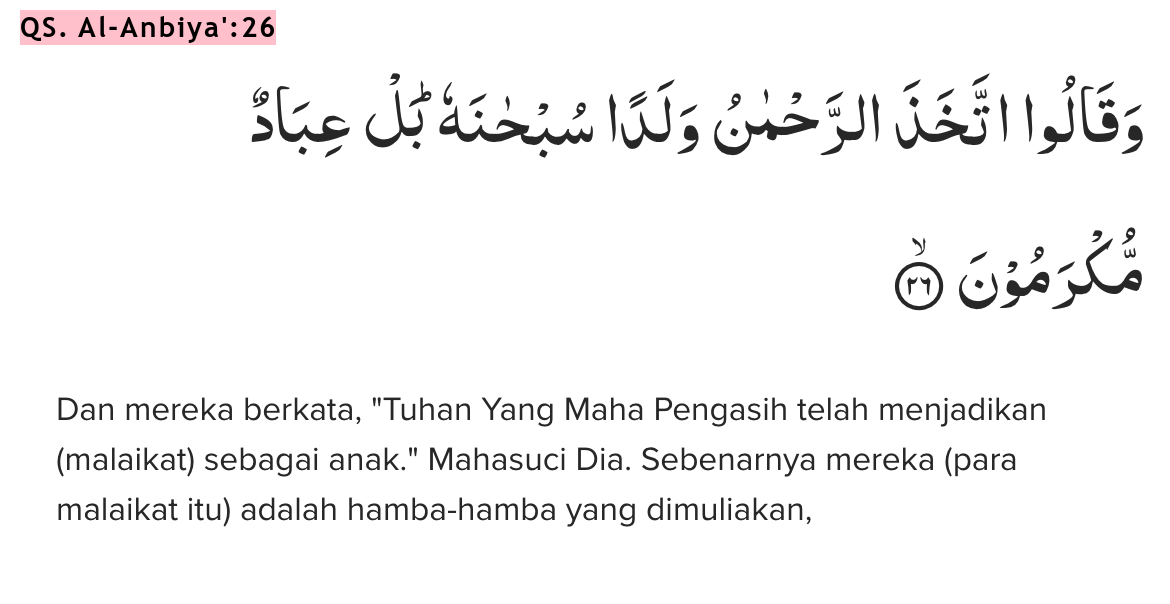 QS. Al-Anbiya':26
وَقَالُوا اتَّخَذَ الرَّحْمٰنُ وَلَدًا سُبْحٰنَهٗ ۗبَلْ عِبَادٌ
مُّكْرَمُوْنَ ۙ ٢٦
Dan mereka berkata, "Tuhan Yang Maha Pengasih telah menjadikan
(malaikat) sebagai anak." Mahasuci Dia. Sebenarnya mereka (para
malaikat itu) adalah hamba-hamba yang dimuliakan,